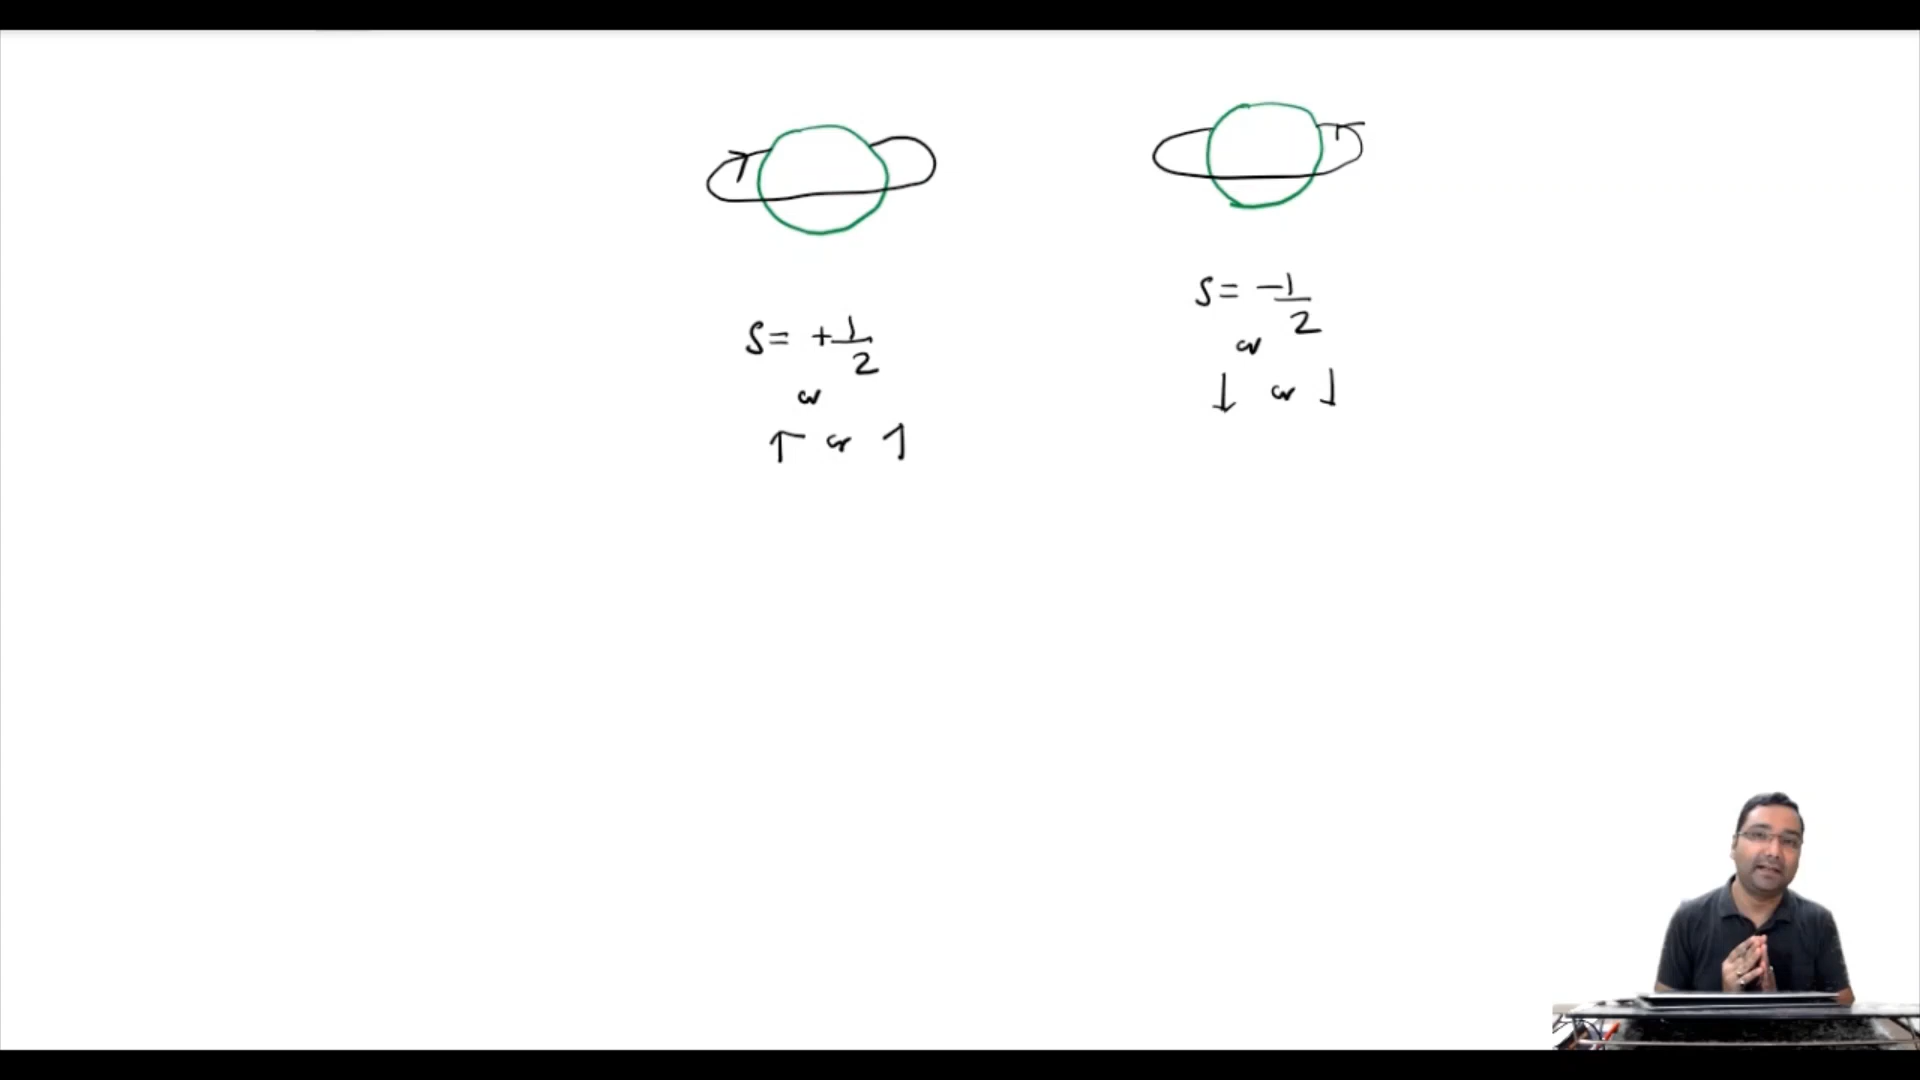 S= +1/2
or
↑ or ↿
S= -1/2
or
↓ or ⇃